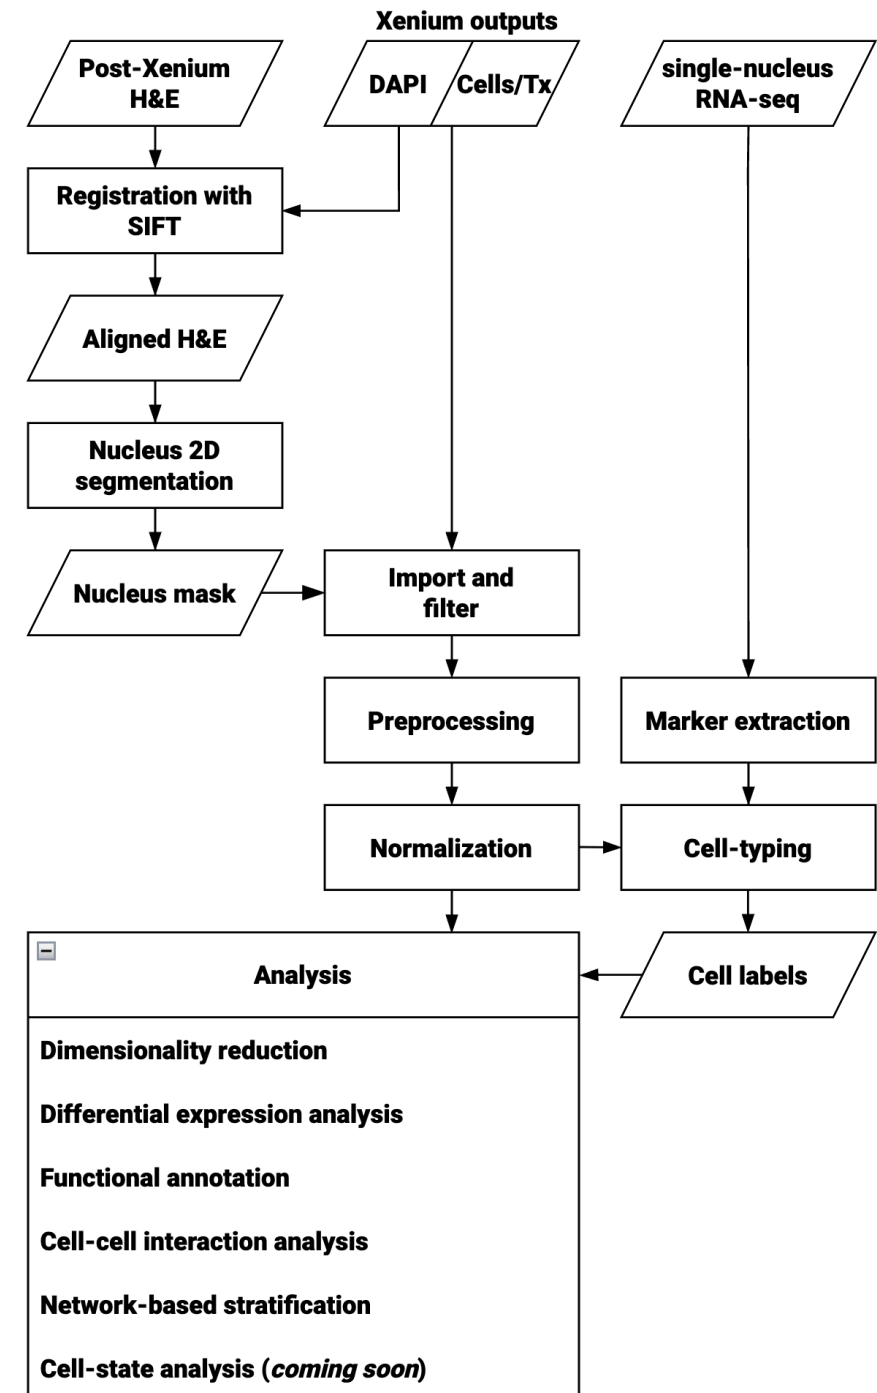 Xenium outputs
Post-Xenium
H&E
DAPI
Cells/Tx
single-nucleus
RNA-seq
Registration with
SIFT
Aligned H&E
Nucleus 2D
segmentation
Nucleus mask
Import and
filter
Preprocessing
Marker extraction
Normalization
Cell-typing
Analysis
Cell labels
Dimensionality reduction
Differential expression analysis
Functional annotation
Cell-cell interaction analysis
Network-based stratification
Cell-state analysis (coming soon)